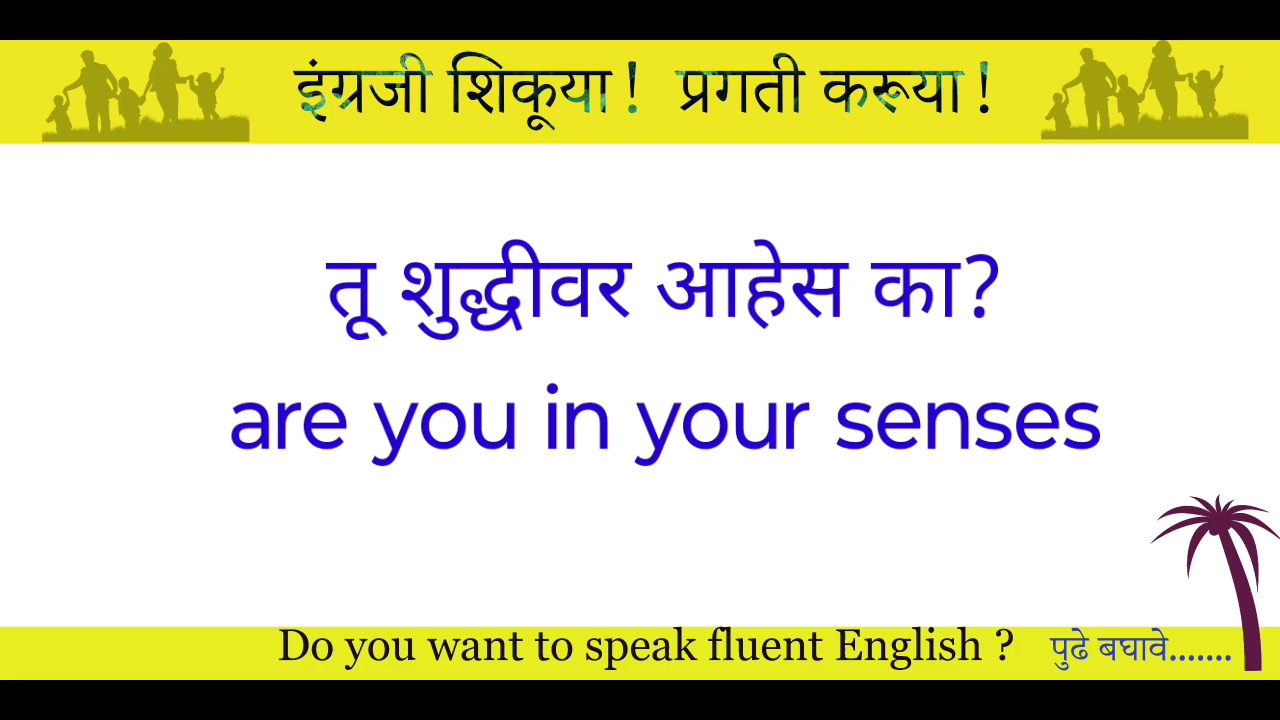 इंग्रजी शिकूया! प्रगती करूया!
तू शुद्धीवर आहेस का?
are you in your senses
Do you want to speak fluent English ? पुढे बघावे.......